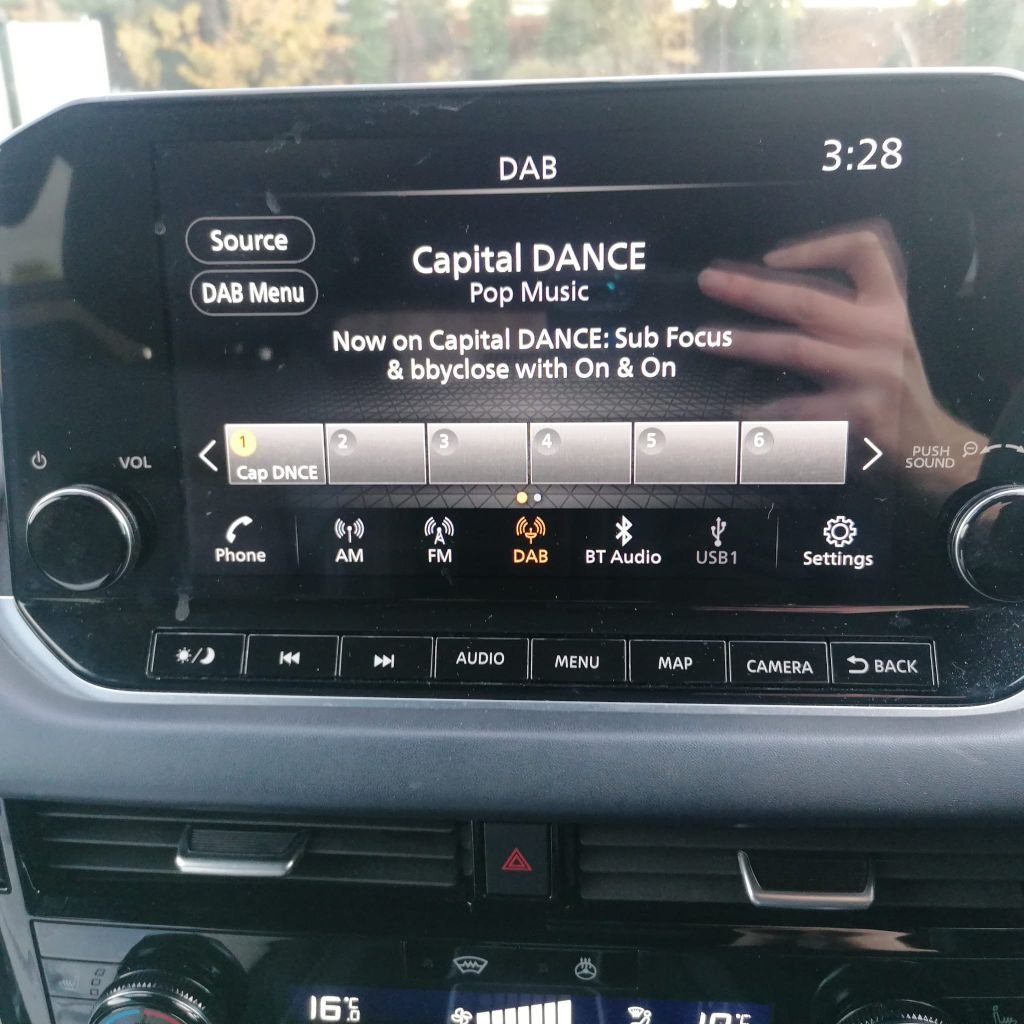 DAB
3:28
Source
DAB Menu
Capital DANCE
Pop Music
Now on Capital DANCE: Sub Focus
& bbyclose with On & On
1
Cap DNCE
2
3
4
5
6
VOL
PUSH
SOUND
Phone
AM
FM
DAB
BT Audio
USB1
Settings
AUDIO
MENU
MAP
CAMERA
BACK
16°C